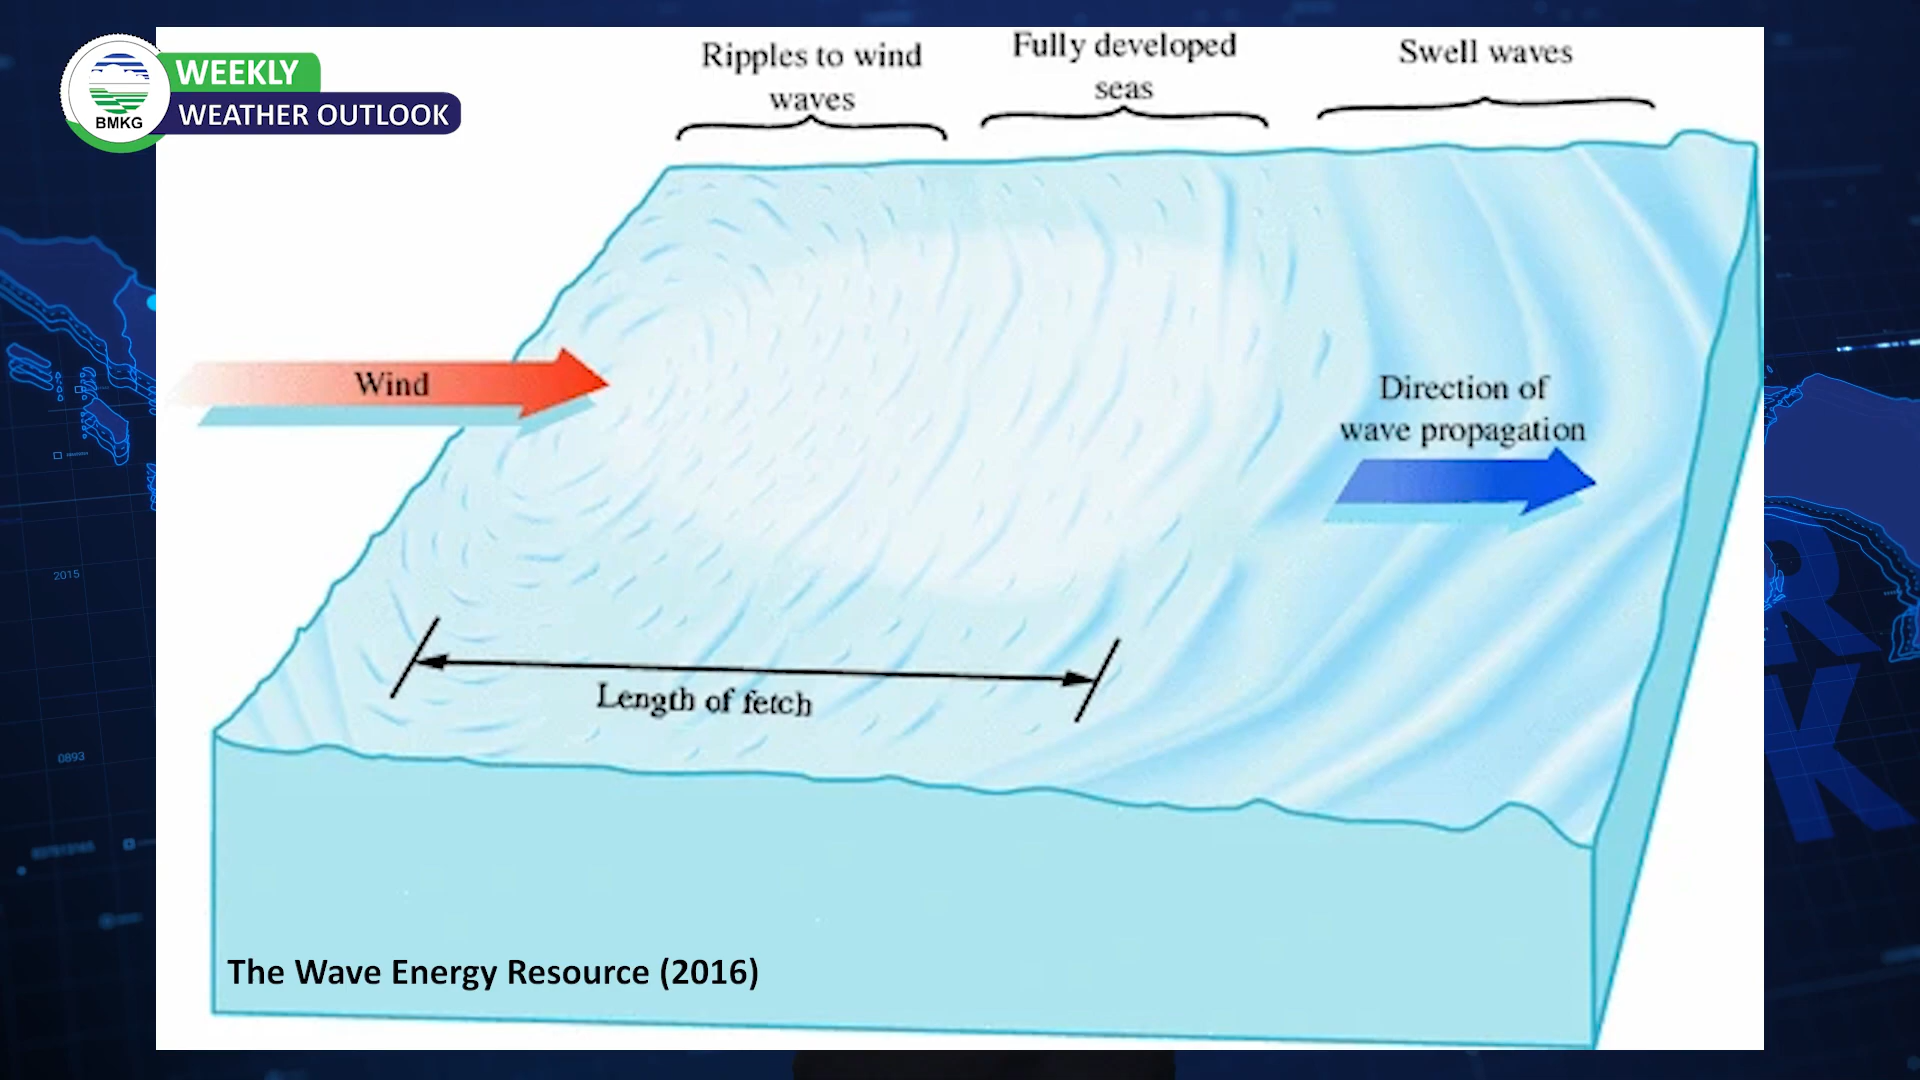 WEEKLY
WEATHER OUTLOOK
BMKG
Ripples to wind
waves
Fully developed
seas
Swell waves
Wind
Direction of
wave propagation
Length of fetch
The Wave Energy Resource (2016)
2015
0893